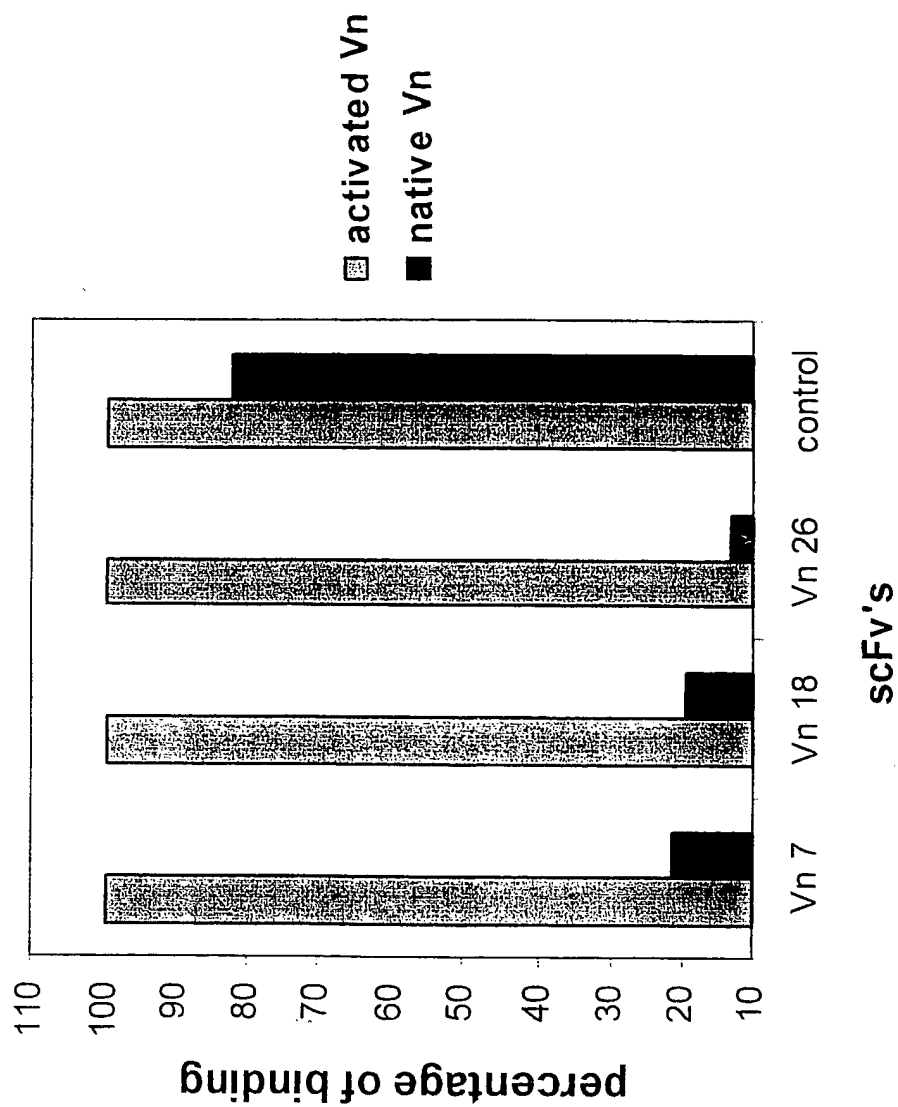 percentage of binding
110
100
90
80
70
60
50
40
30
20
10
Vn 7
Vn 18
Vn 26
control
scFv's
activated Vn
native Vn